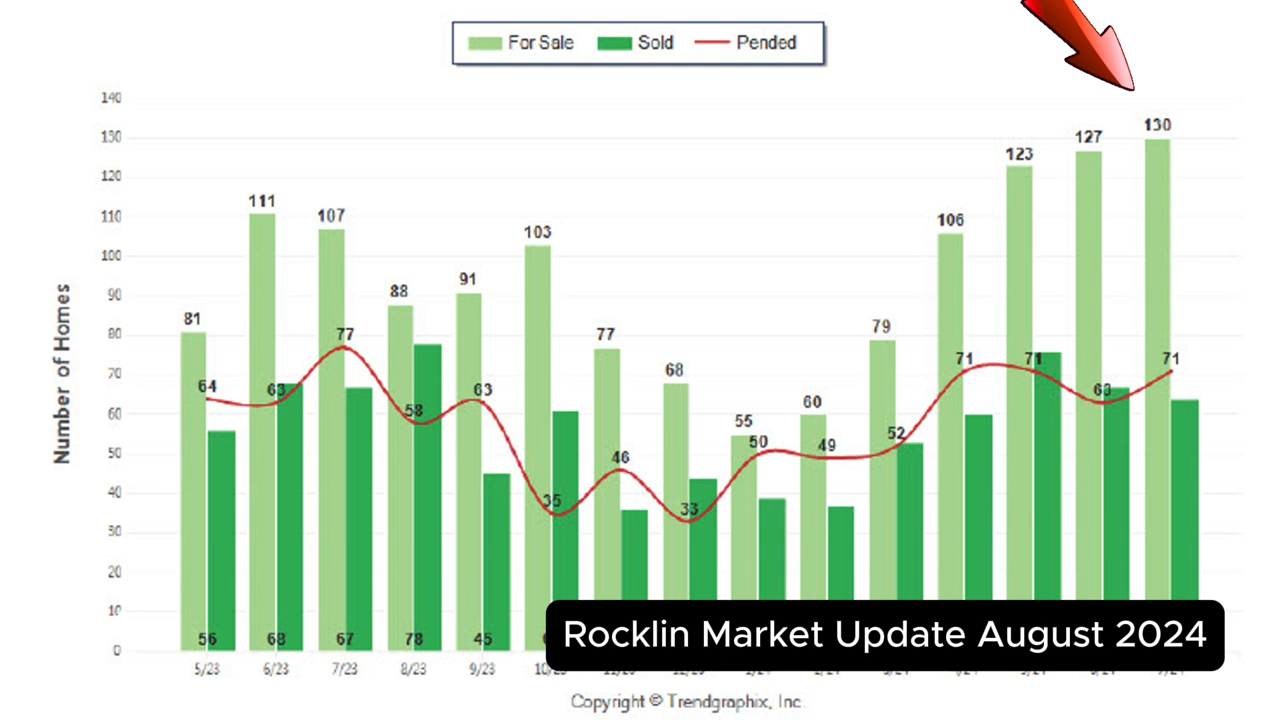 For Sale Sold Pended
140
130
120
110
100
90
80
70
60
50
40
30
20
10
0
Number of Homes
81 111 107 88 91 103 77 68 55 60 79 106 123 127 130
64 63 77 58 63 35 46 33 50 49 52 71 71 63 71
56 68 67 78 45
Rocklin Market Update August 2024
5/23 6/23 7/23 8/23 9/23
Copyright © Trendgraphix, Inc.